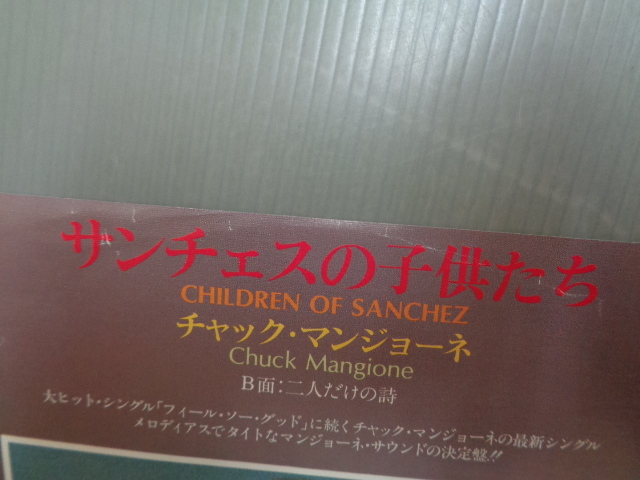 サンチェスの子供たち
CHILDREN OF SANCHEZ
チャック・マンジョーネ
Chuck Mangione
B面:二人だけの詩
大ヒット・シングル「フィール・ソー・グッド」に続くチャック・マンジョーネの最新シングル
メロディアスでタイトなマンジョーネ・サウンドの決定盤!!